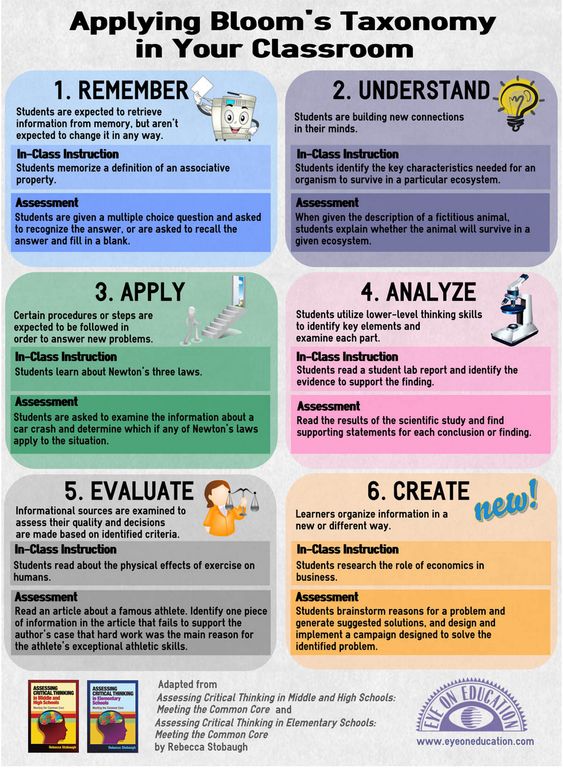 Applying Bloom's Taxonomy
in Your Classroom
1. REMEMBER
Students are expected to retrieve
information from memory, but aren't
expected to change it in any way.
In-Class Instruction
Students memorize a definition of an associative
property.
Assessment
Students are given a multiple choice question and asked
to recognize the answer, or are asked to recall the
answer and fill in a blank.
2. UNDERSTAND
Students are building new connections
in their minds.
In-Class Instruction
Students identify the key characteristics needed for an
organism to survive in a particular ecosystem.
Assessment
When given the description of a fictitious animal,
students explain whether the animal will survive in a
given ecosystem.
3. APPLY
Certain procedures or steps are
expected to be followed in
order to answer new problems.
In-Class Instruction
Students learn about Newton's three laws.
Assessment
Students are asked to examine the information about a
car crash and determine which if any of Newton's laws
apply to the situation.
4. ANALYZE
Students utilize lower-level thinking skills
to identify key elements and
examine each part.
In-Class Instruction
Students read a student lab report and identify the
evidence to support the finding.
Assessment
Read the results of the scientific study and find
supporting statements for each conclusion or finding.
5. EVALUATE
Informational sources are examined to
assess their quality and decisions
are made based on identified criteria.
In-Class Instruction
Students read about the physical effects of exercise on
humans.
Assessment
Read an article about a famous athlete. Identify one piece
of information in the article that fails to support the
author's case that hard work was the main reason for
the athlete's exceptional athletic skills.
6. CREATE
new!
Learners organize information in a
new or different way.
In-Class Instruction
Students research the role of economics in
business.
Assessment
Students brainstorm reasons for a problem and
generate suggested solutions, and design and
implement a campaign designed to solve the
identified problem.
ASSESSING
CRITICAL THINKING
in Middle and
High Schools
Meeting the Common Core
Rebecca Stobaugh
ASSESSING
CRITICAL THINKING
in Elementary
Schools
Meeting the Common Core
Rebecca Stobaugh
Adapted from
Assessing Critical Thinking in Middle and High Schools:
Meeting the Common Core and
Assessing Critical Thinking in Elementary Schools:
Meeting the Common Core
by Rebecca Stobaugh
EYE ON EDUCATION
www.eyeoneducation.com